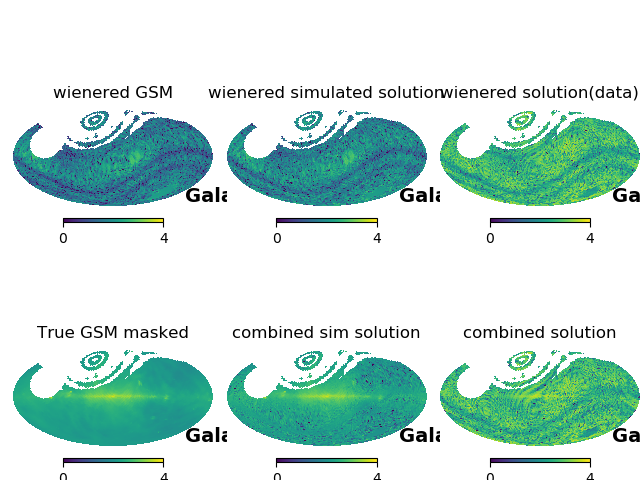 wienered GSM
wienered simulated solution
wienered solution(data)
Gala
Gala
Ga
0 4
0 4
0 4
True GSM masked
combined sim solution
combined solution
Gala
Gala
Ga
0 4
0 4
0 4